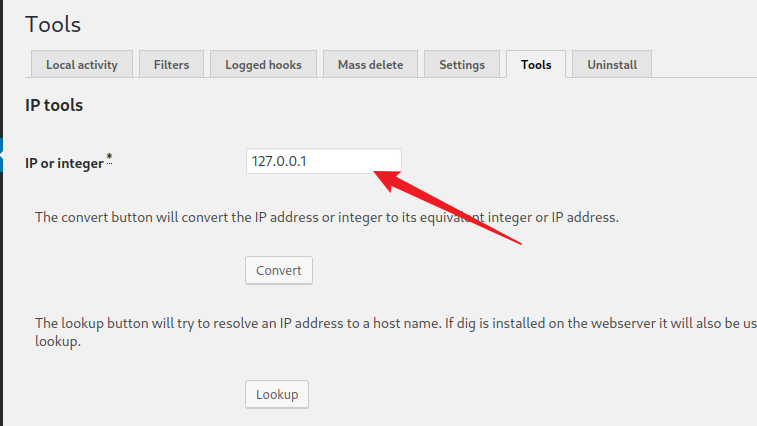 Tools
Local activity
Filters
Logged hooks
Mass delete
Settings
Tools
Uninstall
IP tools
IP or integer *
127.0.0.1
The convert button will convert the IP address or integer to its equivalent integer or IP address.
Convert
The lookup button will try to resolve an IP address to a host name. If dig is installed on the webserver it will also be us
lookup.
Lookup